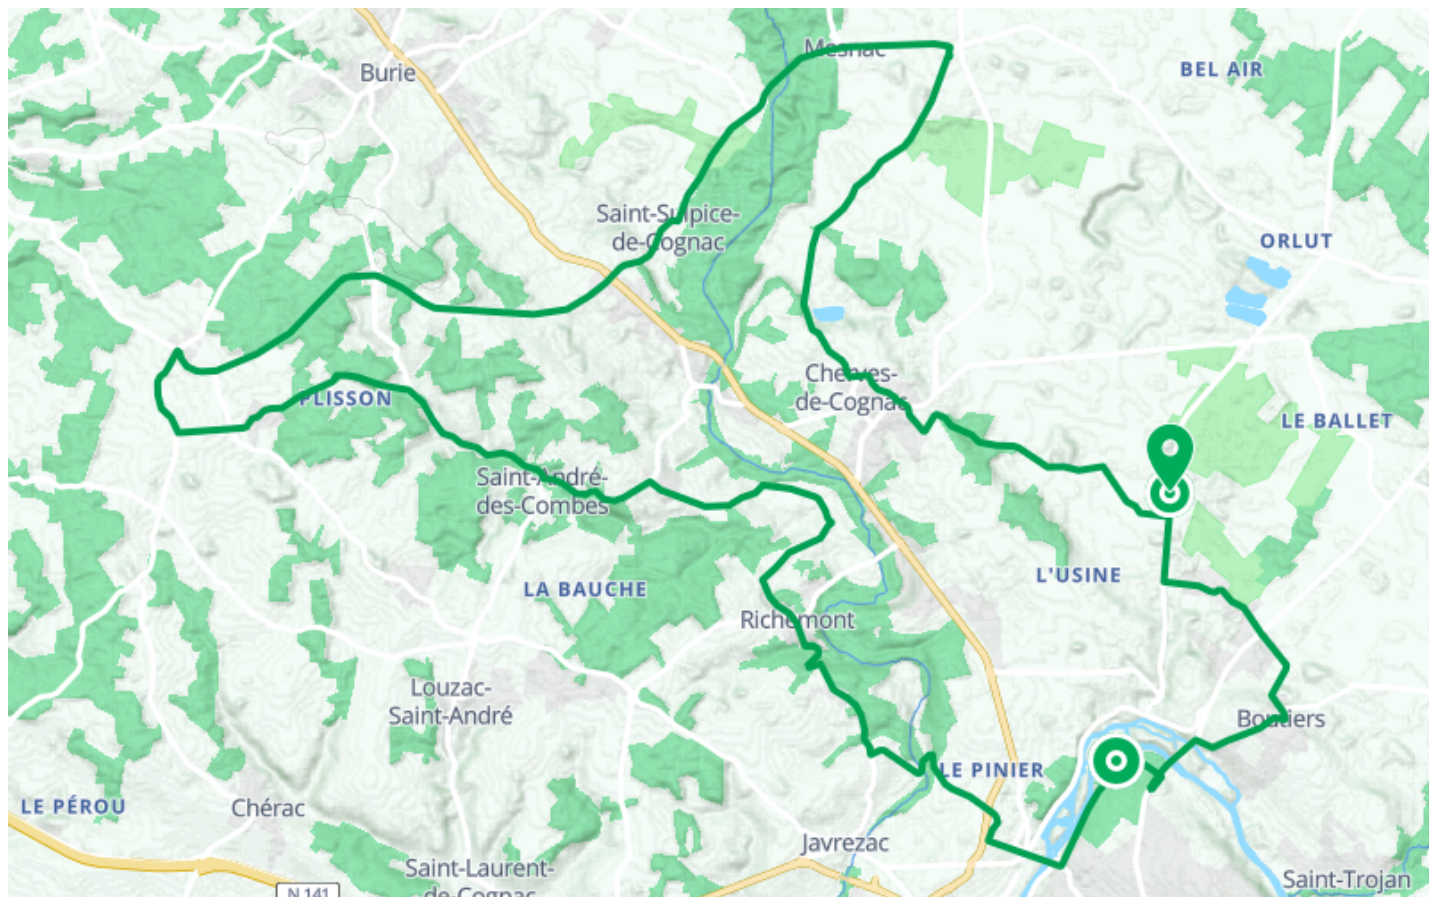 Mesnac
Burie
BEL AIR
Saint-Sulpice-
de-Cognac
ORLUT
Cherves-
de-Cognac
PLISSON
LE BALLET
Saint-André-
des-Combes
L'USINE
LA BAUCHE
Richemont
Louzac-
Saint-André
Boutiers
LE PINIER
LE PÉROU
Chérac
Javrezac
Saint-Laurent-
de-Cognac
Saint-Trojan
N 141